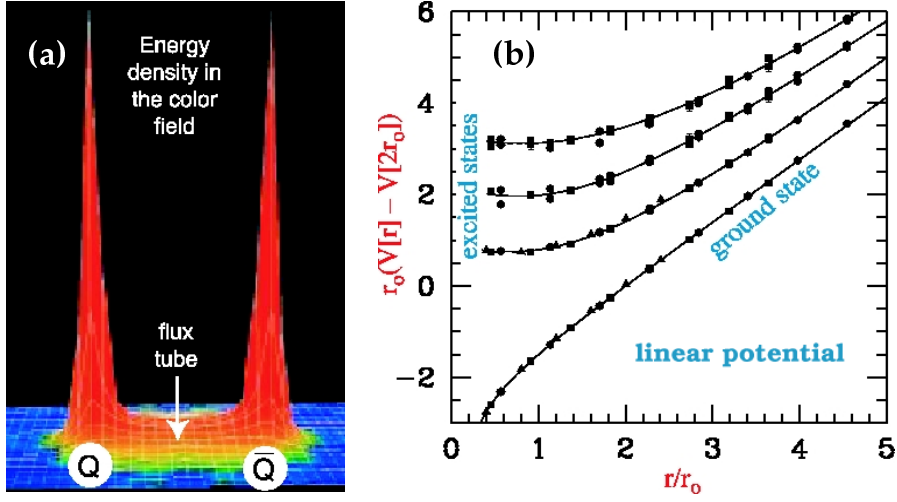 (a)
Energy
density in
the color
field
flux
tube
Q
Q̅
(b)
r₀(V[r] − V[2r₀])
6
4
2
0
−2
excited states
ground state
linear potential
0 1 2 3 4 5
r/r₀